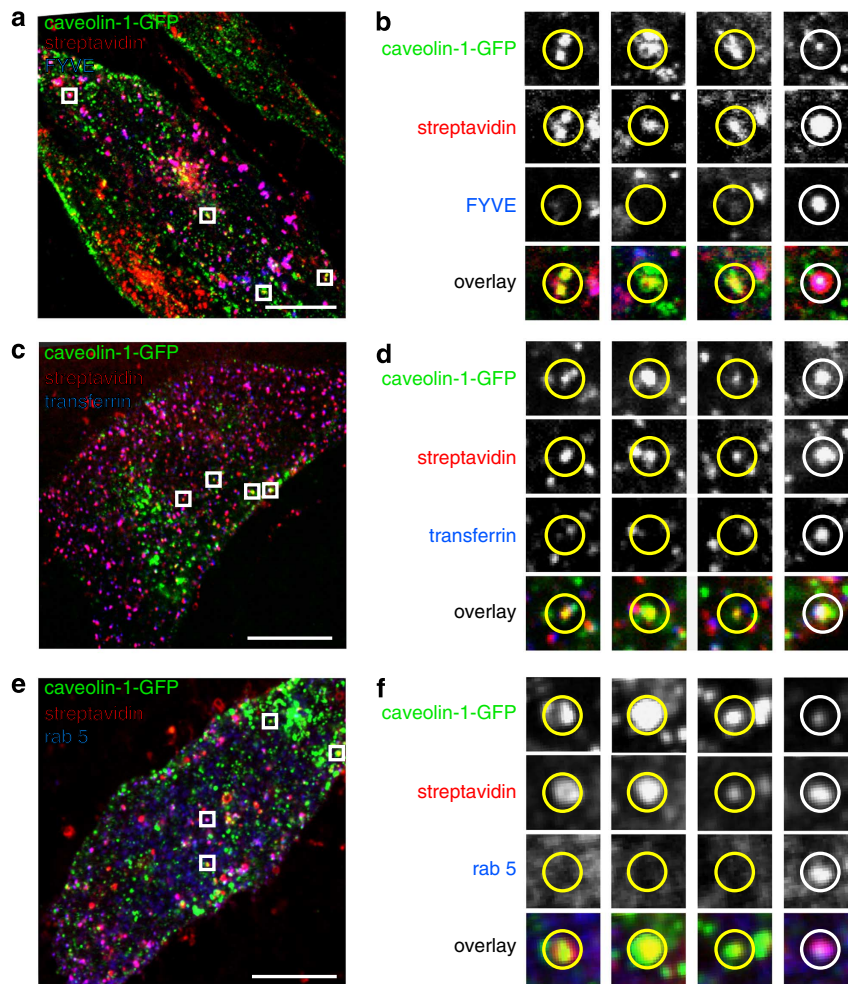 a
caveolin-1-GFP
streptavidin
FYVE
b
caveolin-1-GFP
streptavidin
FYVE
overlay
c
caveolin-1-GFP
streptavidin
transferrin
d
caveolin-1-GFP
streptavidin
transferrin
overlay
e
caveolin-1-GFP
streptavidin
rab 5
f
caveolin-1-GFP
streptavidin
rab 5
overlay